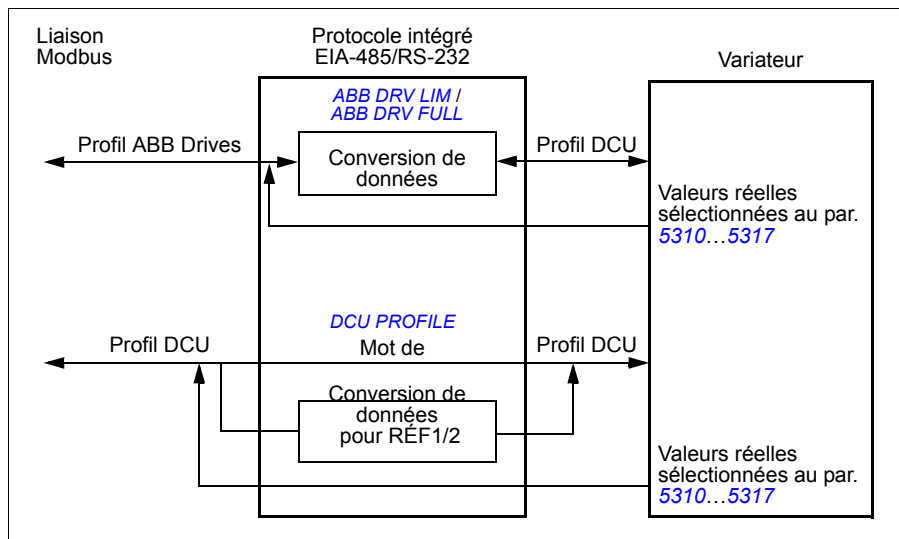 Liaison
Modbus
Protocole intégré
EIA-485/RS-232
Variateur
ABB DRV LIM /
ABB DRV FULL
Profil ABB Drives
Conversion de
données
Profil DCU
Valeurs réelles
sélectionnées au par.
5310…5317
DCU PROFILE
Profil DCU
Mot de
Profil DCU
Conversion de
données
pour RÉF1/2
Valeurs réelles
sélectionnées au par.
5310…5317